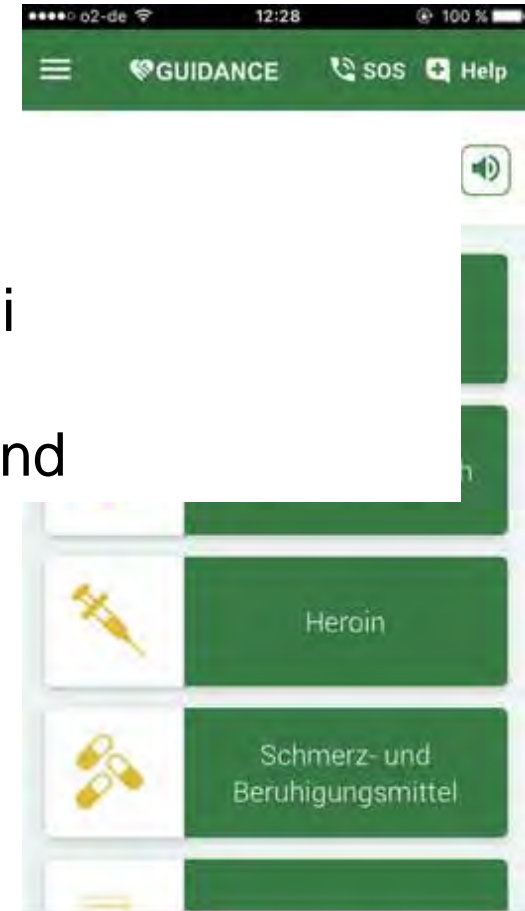 o2-de 12:28 100 %
GUIDANCE SOS Help
i
nd
h
Heroin
Schmerz- und
Beruhigungsmittel